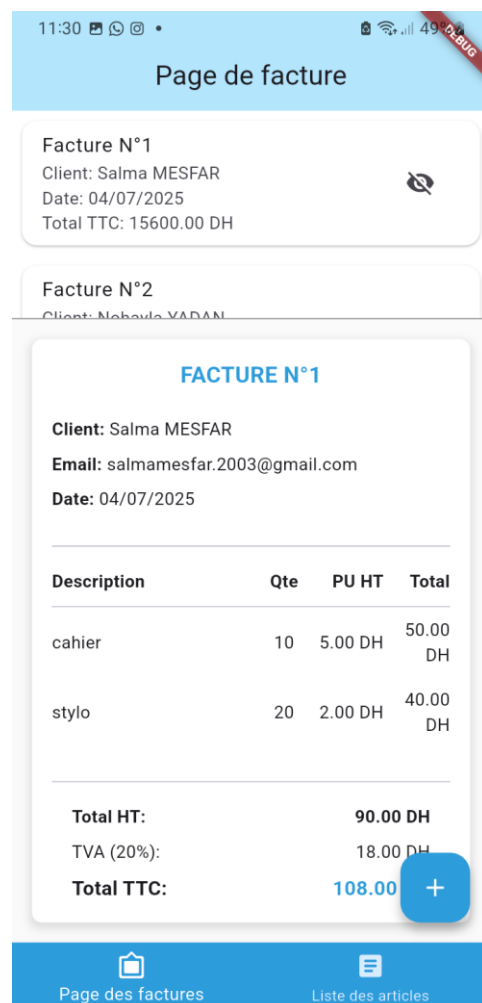 11:30
49%
DEBUG
Page de facture
Facture N°1
Client: Salma MESFAR
Date: 04/07/2025
Total TTC: 15600.00 DH
Facture N°2
Client: Nohayla YADAN
FACTURE N°1
Client: Salma MESFAR
Email: salmamesfar.2003@gmail.com
Date: 04/07/2025
Description Qte PU HT Total
cahier 10 5.00 DH 50.00 DH
stylo 20 2.00 DH 40.00 DH
Total HT: 90.00 DH
TVA (20%): 18.00 DH
Total TTC: 108.00
+
Page des factures
Liste des articles